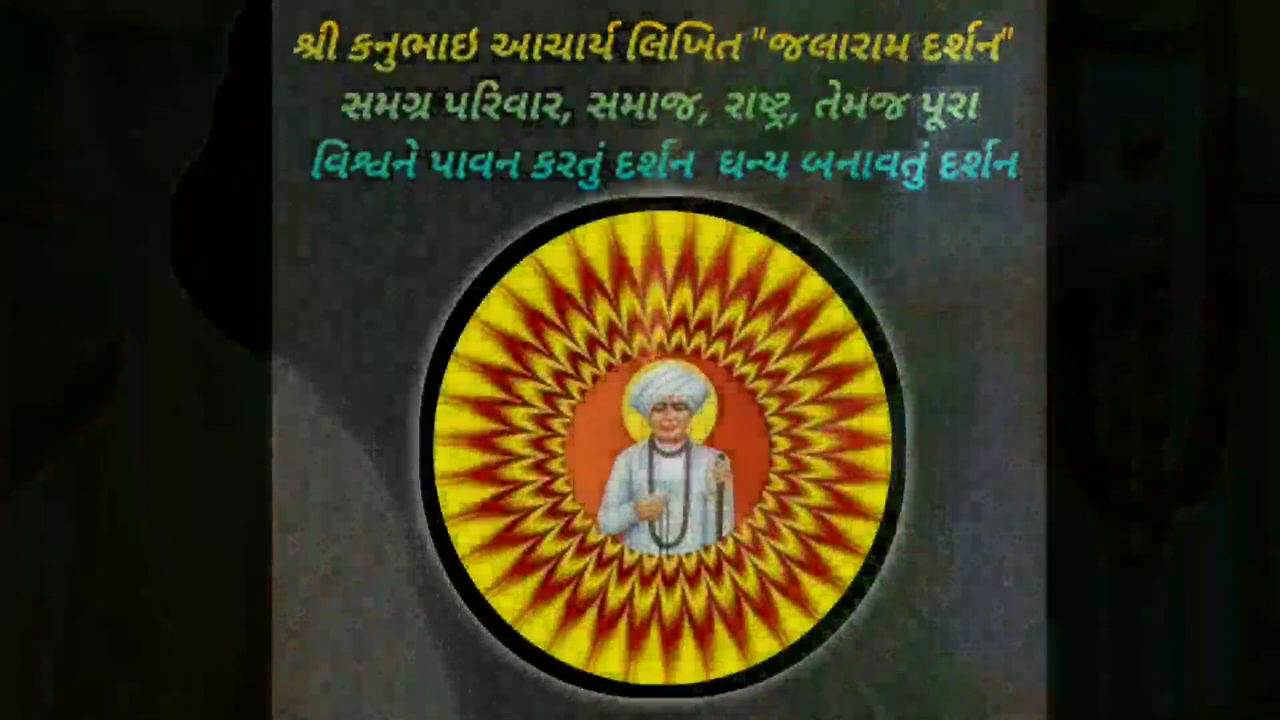 શ્રી કનુભાઇ આચાર્ય લિખિત "જલારામ દર્શન"
સમગ્ર પરિવાર, સમાજ, રાષ્ટ્ર, તેમજ પૂરા
વિશ્વને પાવન કરતું દર્શન ધન્ય બનાવતું દર્શન